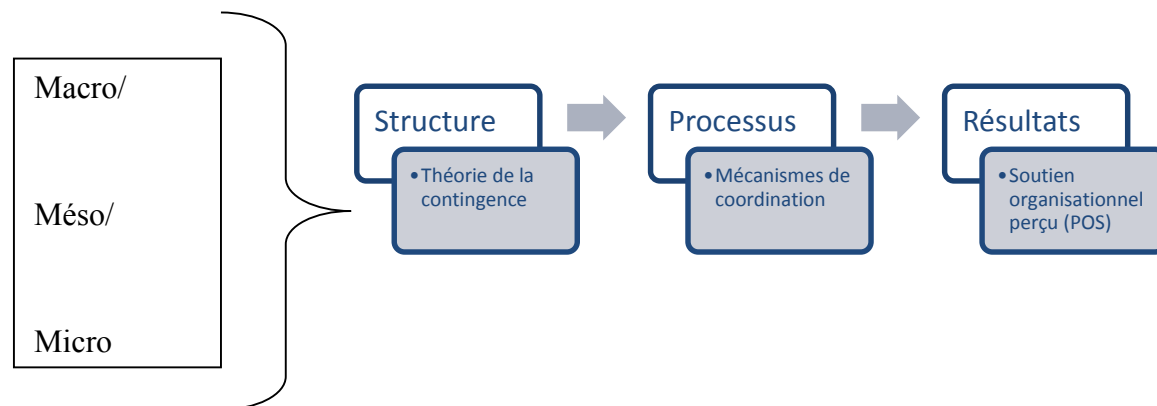 Macro/
Méso/
Micro
Structure
•Théorie de la
contingence
Processus
•Mécanismes de
coordination
Résultats
•Soutien
organisationnel
perçu (POS)